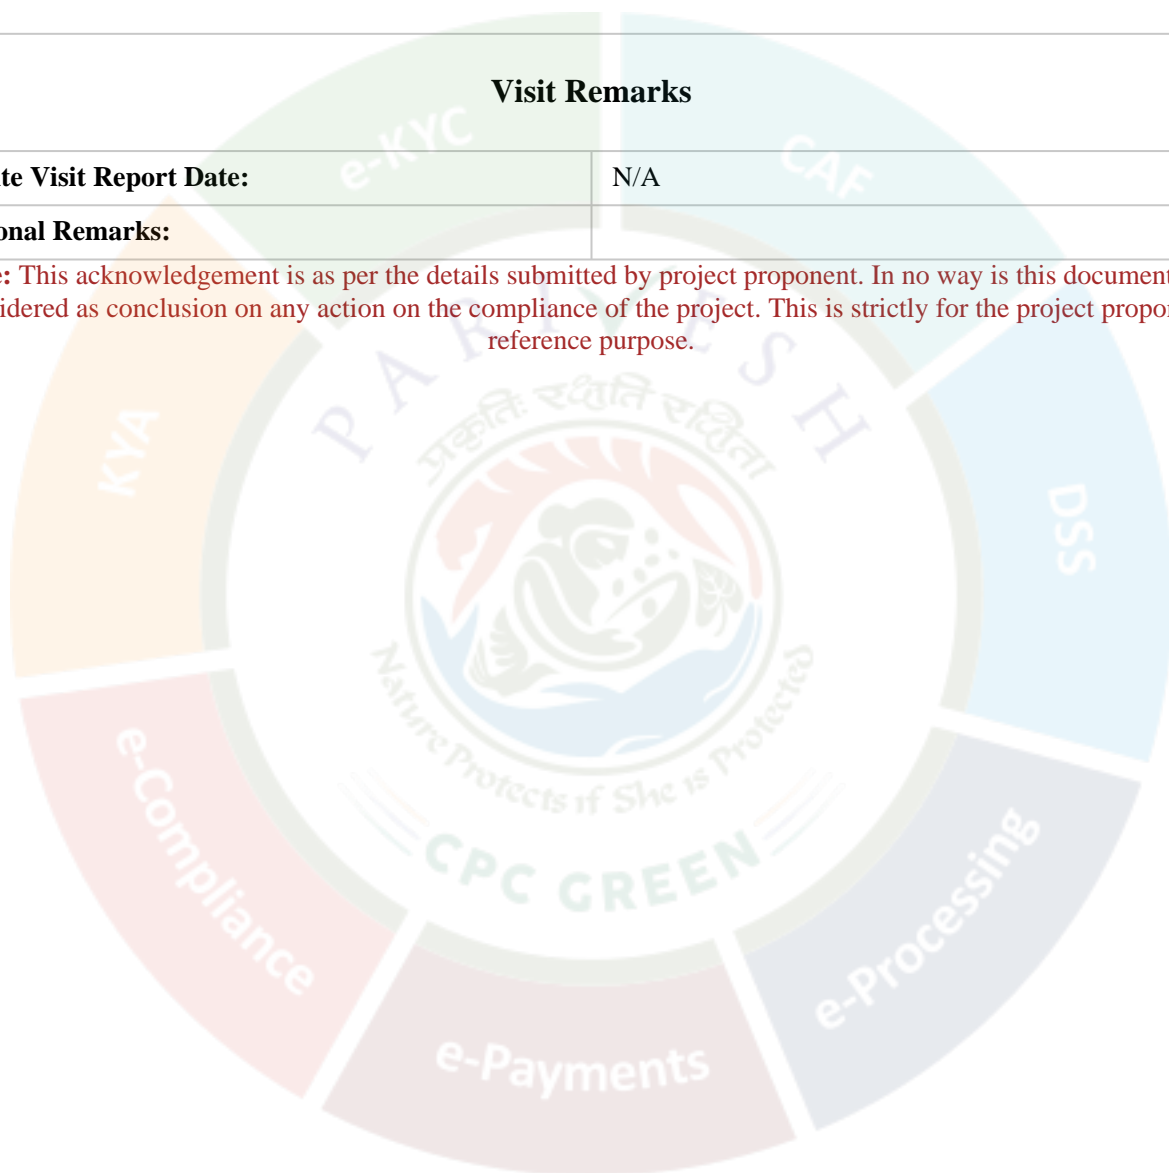 Visit Remarks
te Visit Report Date: N/A
onal Remarks:
e: This acknowledgement is as per the details submitted by project proponent. In no way is this document
idered as conclusion on any action on the compliance of the project. This is strictly for the project propo
reference purpose.
e-KYC
CAF
KYA
DSS
PARIVESH
प्रकृतिः रक्षति रक्षिता
Nature Protects if She is Protected
CPC GREEN
e-Compliance
e-Processing
e-Payments